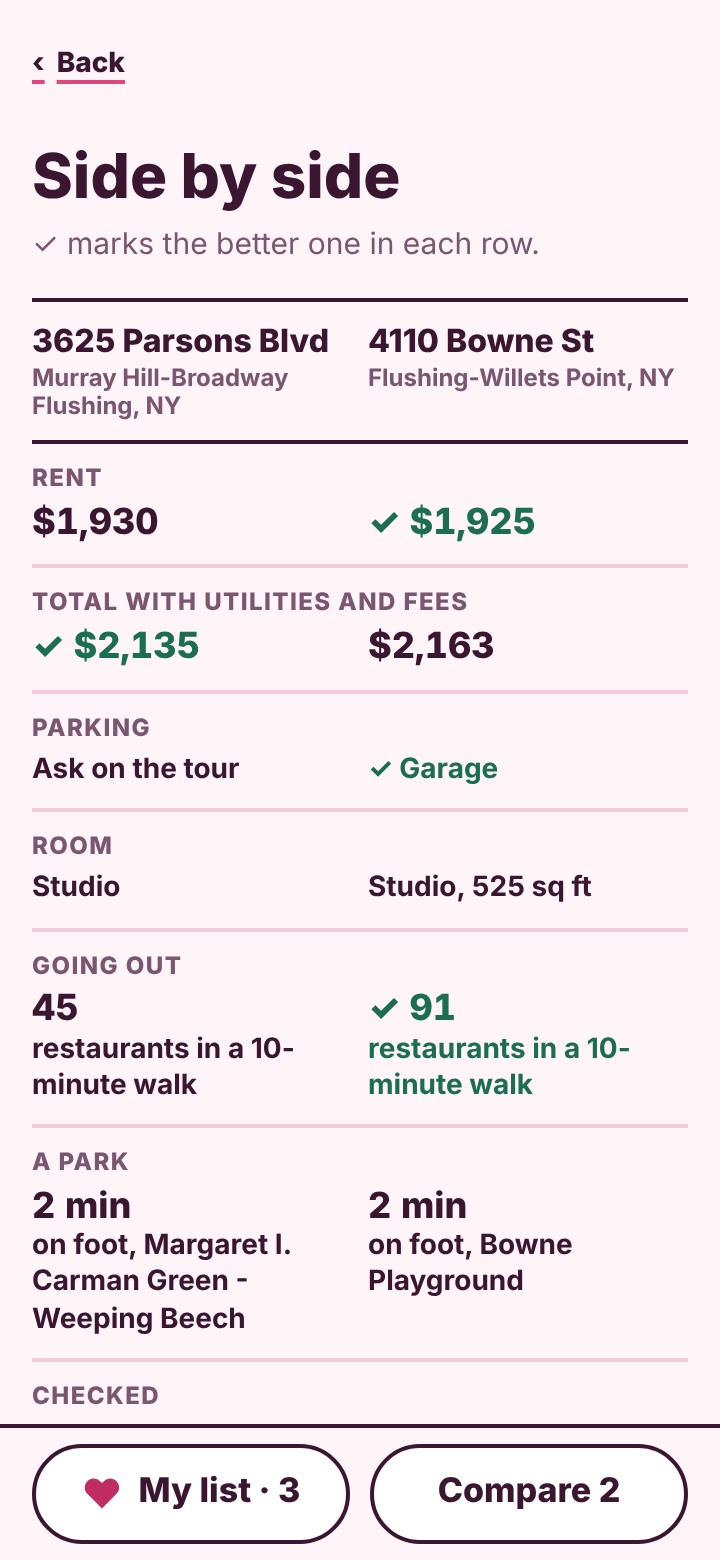 ‹ Back
Side by side
✓ marks the better one in each row.
3625 Parsons Blvd
Murray Hill-Broadway
Flushing, NY
4110 Bowne St
Flushing-Willets Point, NY
RENT
$1,930
✓ $1,925
TOTAL WITH UTILITIES AND FEES
✓ $2,135
$2,163
PARKING
Ask on the tour
✓ Garage
ROOM
Studio
Studio, 525 sq ft
GOING OUT
45
restaurants in a 10-
minute walk
✓ 91
restaurants in a 10-
minute walk
A PARK
2 min
on foot, Margaret I.
Carman Green -
Weeping Beech
2 min
on foot, Bowne
Playground
CHECKED
My list · 3
Compare 2